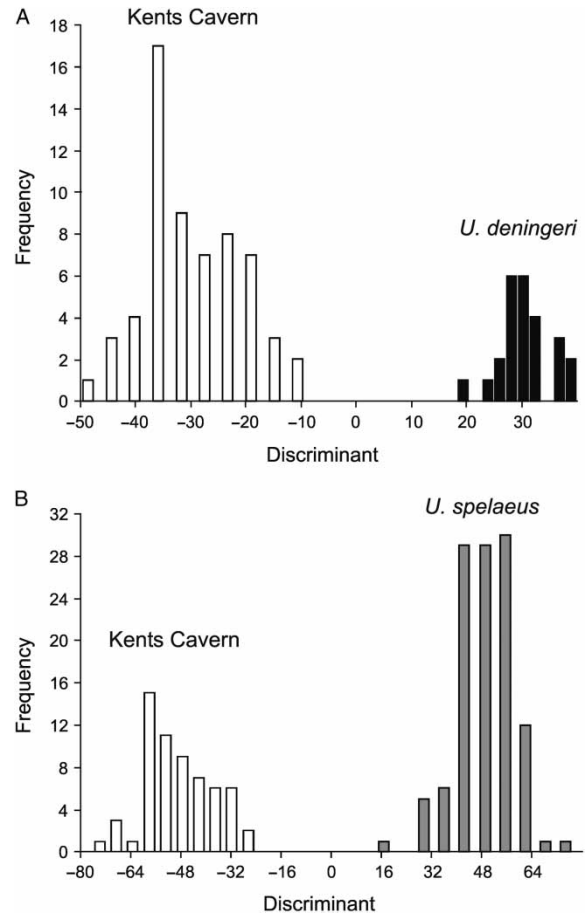 A
Kents Cavern
18
16
14
12
10
8
6
4
2
0
Frequency
U. deningeri
–50 –40 –30 –20 –10 0 10 20 30
Discriminant
B
U. spelaeus
32
28
24
20
16
12
8
4
0
Frequency
Kents Cavern
–80 –64 –48 –32 –16 0 16 32 48 64
Discriminant